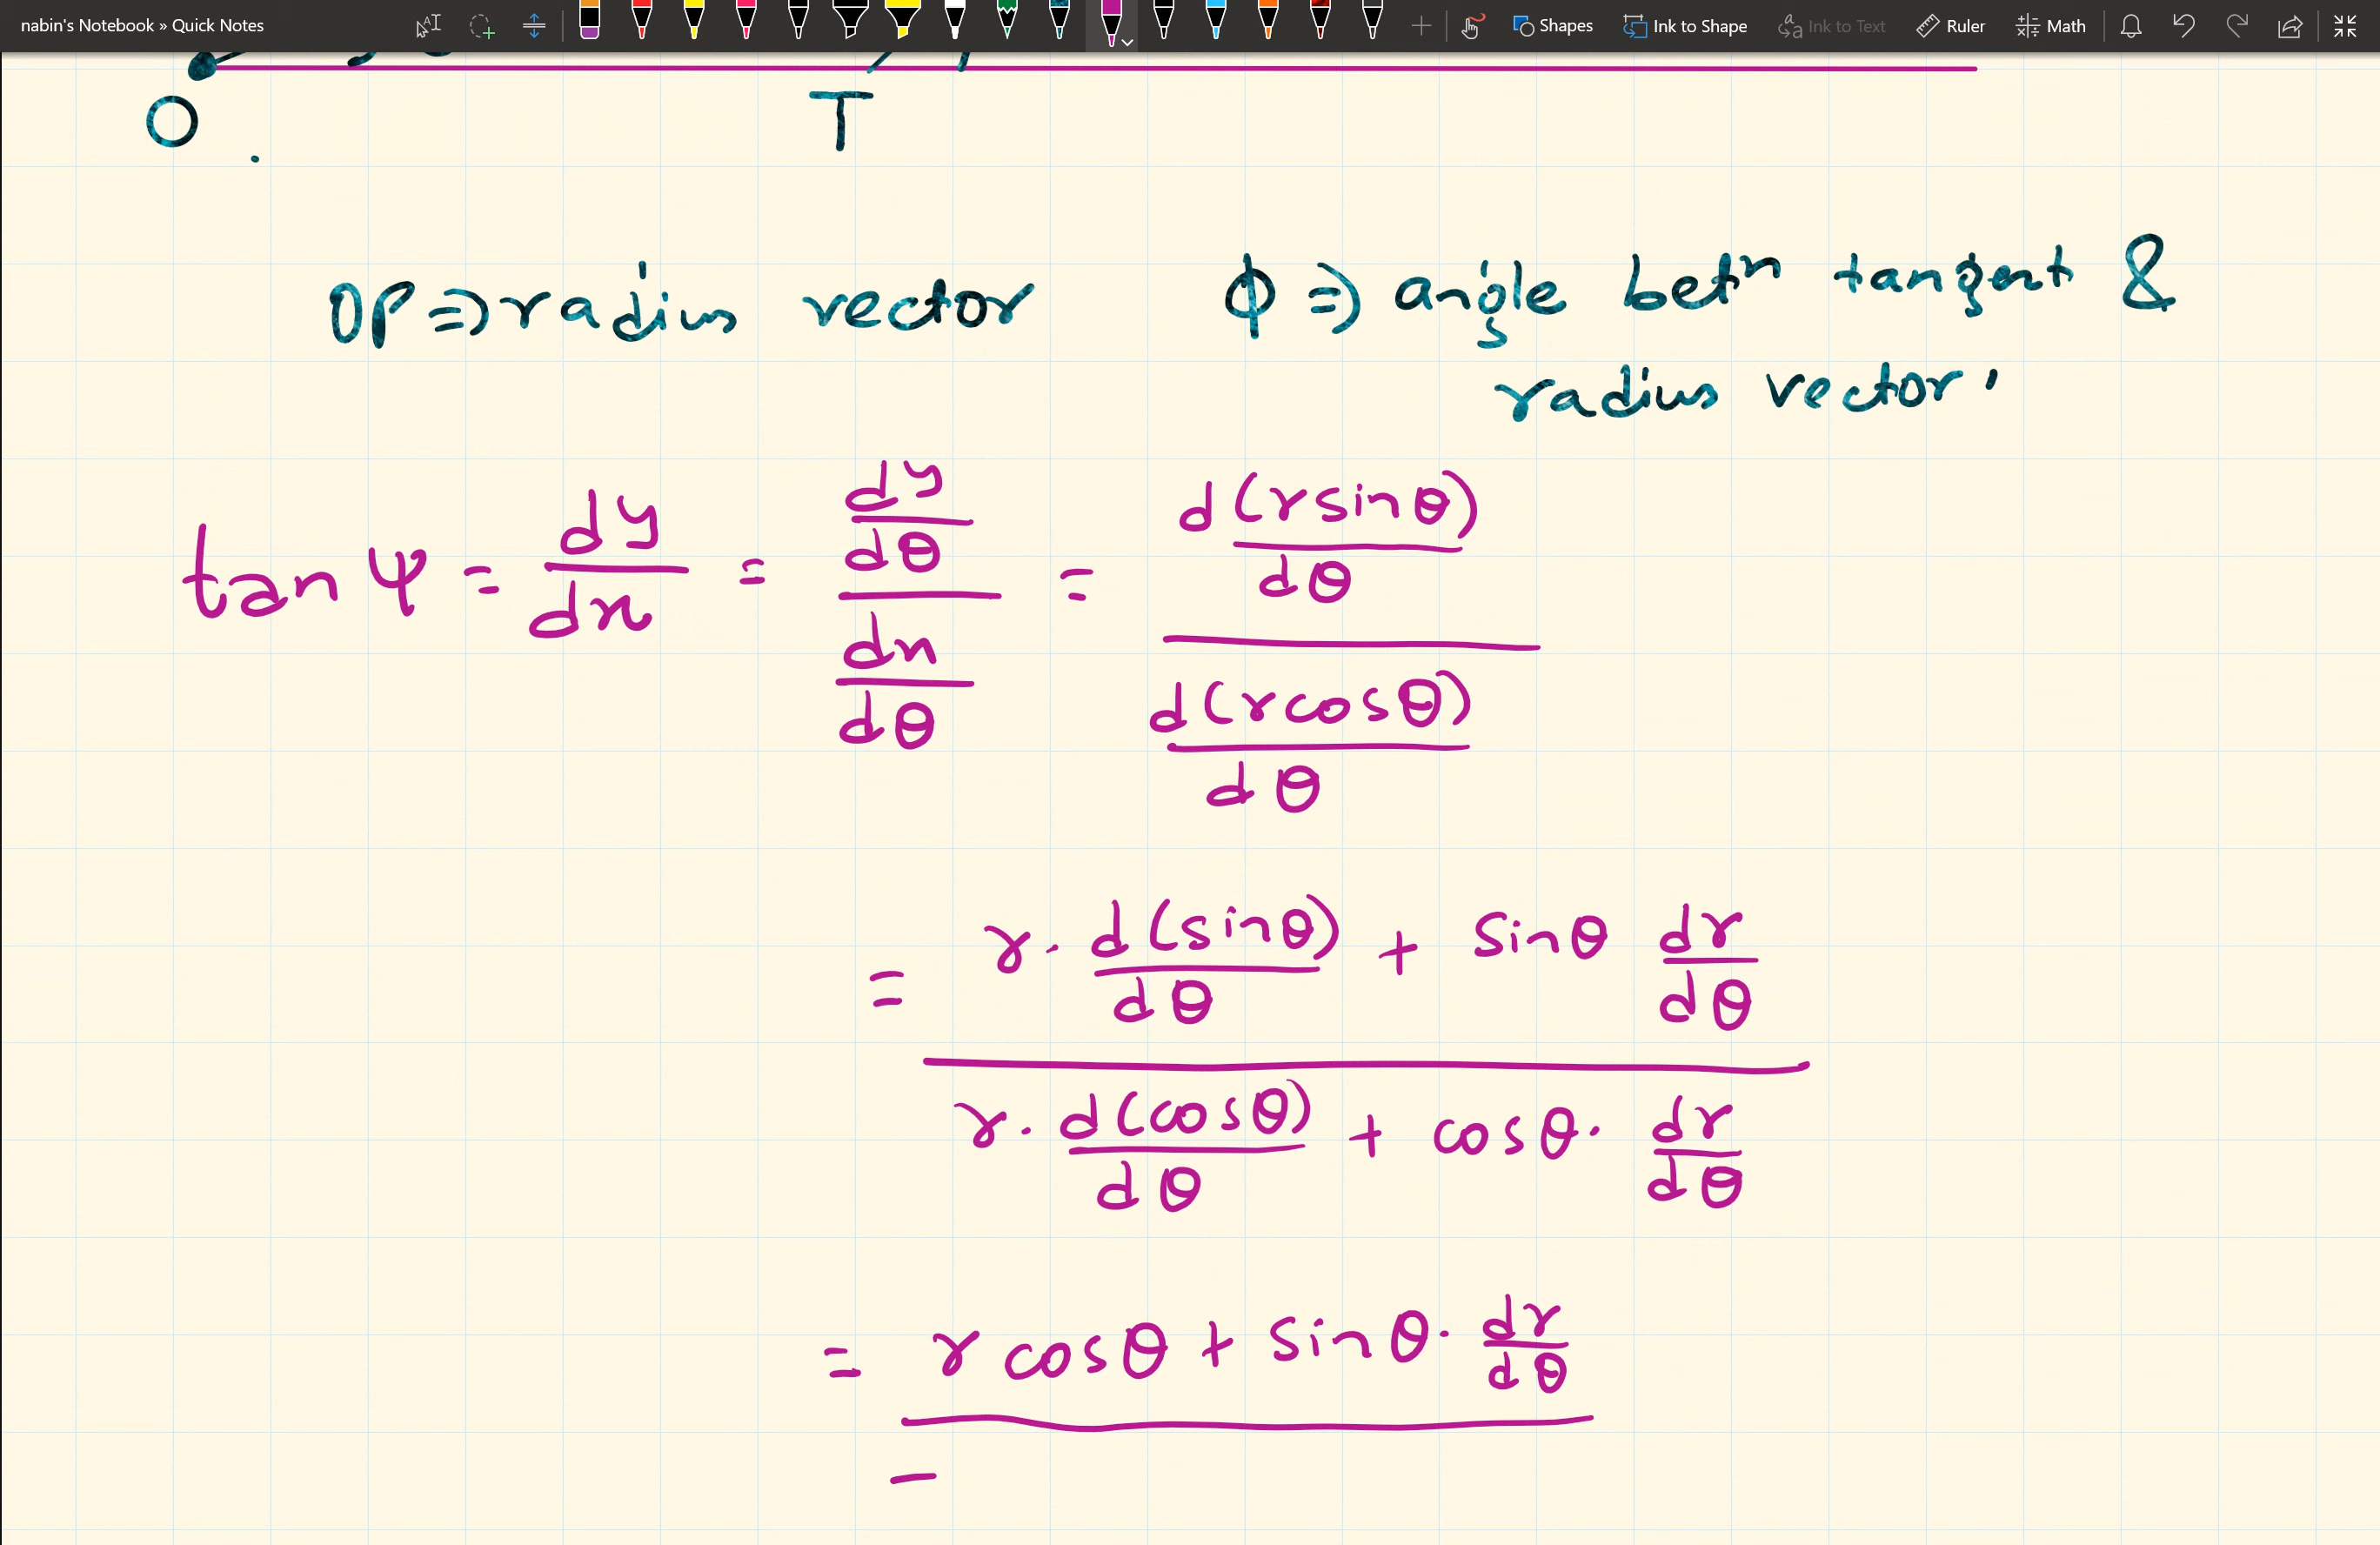 nabin's Notebook » Quick Notes Shapes Ink to Shape Ink to Text Ruler Math
O T
OP ⇒ radius vector φ ⇒ angle betⁿ tangent &
radius vector.
tan ψ = dy/dx = (dy/dθ)/(dx/dθ) = (d(r sinθ)/dθ)/(d(r cosθ)/dθ)
= (r · d(sinθ)/dθ + sinθ dr/dθ)/(r · d(cosθ)/dθ + cosθ · dr/dθ)
= r cosθ + sinθ · dr/dθ
−